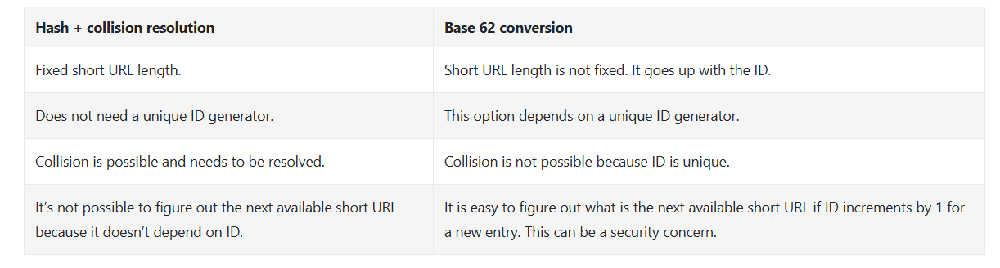 Hash + collision resolution
Base 62 conversion
Fixed short URL length.
Short URL length is not fixed. It goes up with the ID.
Does not need a unique ID generator.
This option depends on a unique ID generator.
Collision is possible and needs to be resolved.
Collision is not possible because ID is unique.
It’s not possible to figure out the next available short URL
because it doesn’t depend on ID.
It is easy to figure out what is the next available short URL if ID increments by 1 for
a new entry. This can be a security concern.